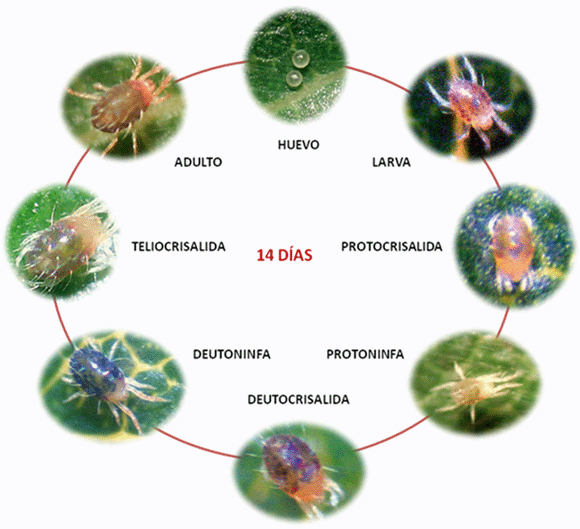 HUEVO
ADULTO
LARVA
TELIOCRISALIDA
14 DÍAS
PROTOCRISALIDA
DEUTONINFA
PROTONINFA
DEUTOCRISALIDA